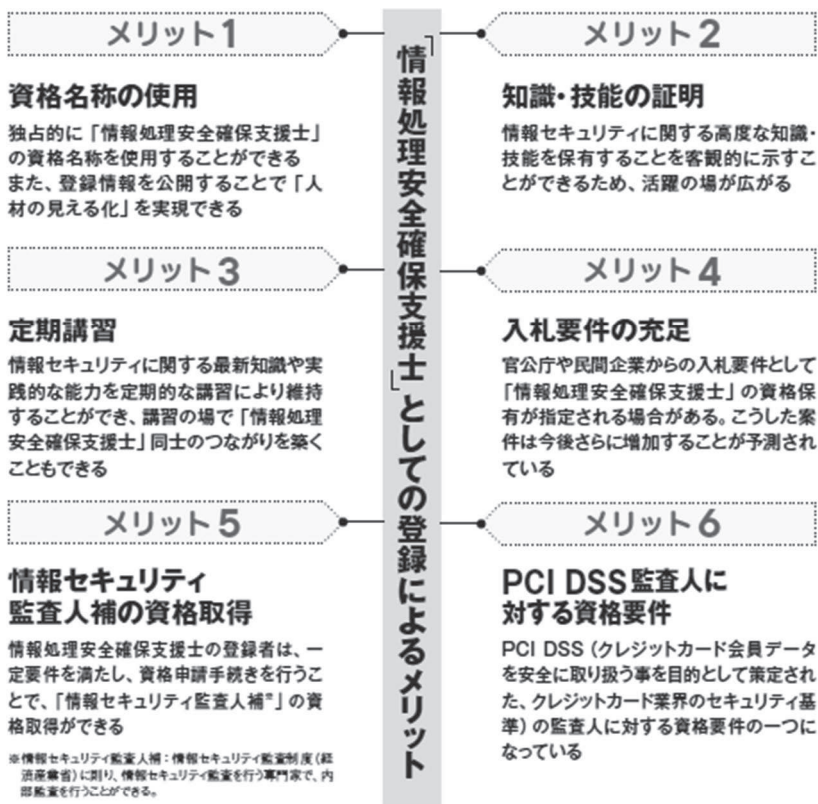 「情報処理安全確保支援士」としての登録によるメリット
メリット1
資格名称の使用
独占的に「情報処理安全確保支援士」
の資格名称を使用することができる
また、登録情報を公開することで「人
材の見える化」を実現できる
メリット2
知識・技能の証明
情報セキュリティに関する高度な知識・
技能を保有することを客観的に示すこ
とができるため、活躍の場が広がる
メリット3
定期講習
情報セキュリティに関する最新知識や実
践的な能力を定期的な講習により維持
することができ、講習の場で「情報処理
安全確保支援士」同士のつながりを築く
こともできる
メリット4
入札要件の充足
官公庁や民間企業からの入札要件として
「情報処理安全確保支援士」の資格保
有が指定される場合がある。こうした案
件は今後さらに増加することが予測され
ている
メリット5
情報セキュリティ
監査人補の資格取得
情報処理安全確保支援士の登録者は、一
定要件を満たし、資格申請手続きを行うこ
とで、「情報セキュリティ監査人補※」の資
格取得ができる
※情報セキュリティ監査人補：情報セキュリティ監査制度（経
済産業省）に則り、情報セキュリティ監査を行う専門家で、内
部監査を行うことができる。
メリット6
PCI DSS監査人に
対する資格要件
PCI DSS（クレジットカード会員データ
を安全に取り扱う事を目的として策定され
た、クレジットカード業界のセキュリティ基
準）の監査人に対する資格要件の一つに
なっている